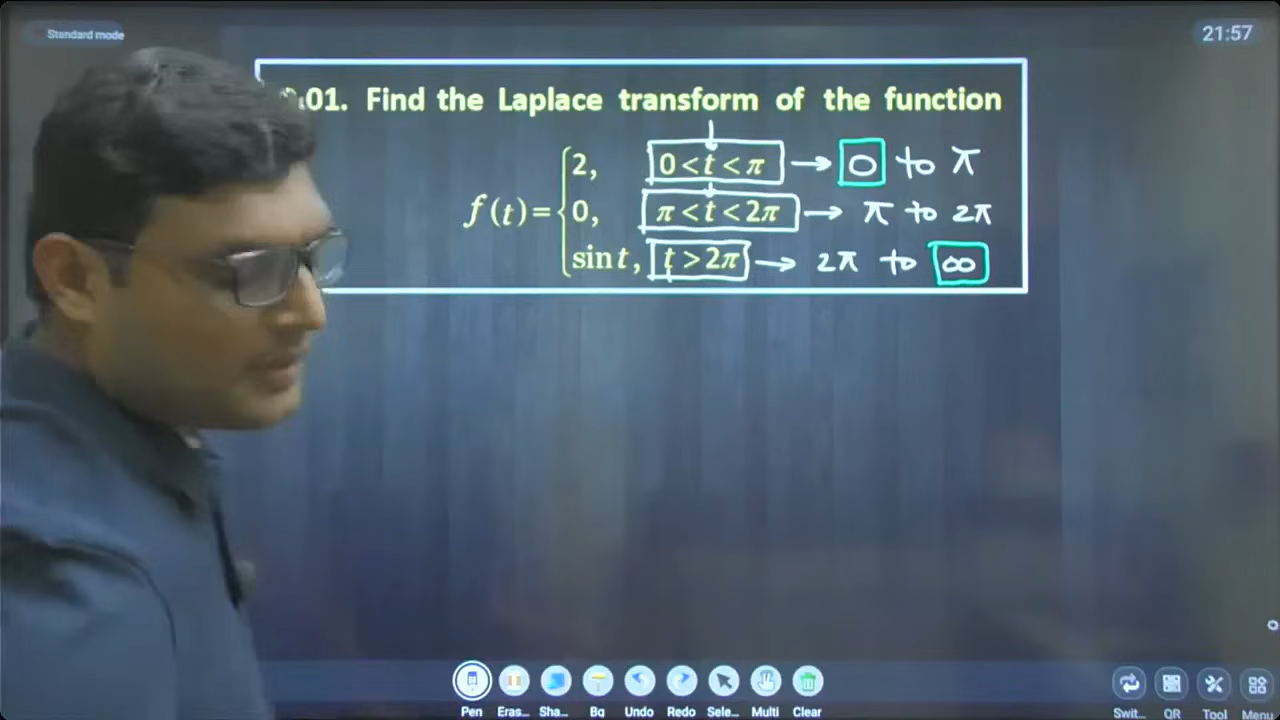 Standard mode
21:57
.01. Find the Laplace transform of the function
2, 0 < t < π → 0 to π
f(t) = 0, π < t < 2π → π to 2π
sin t, t > 2π → 2π to ∞
Pen Eras... Sha... Bg Undo Redo Sele... Multi Clear Swit... QR Tool Menu